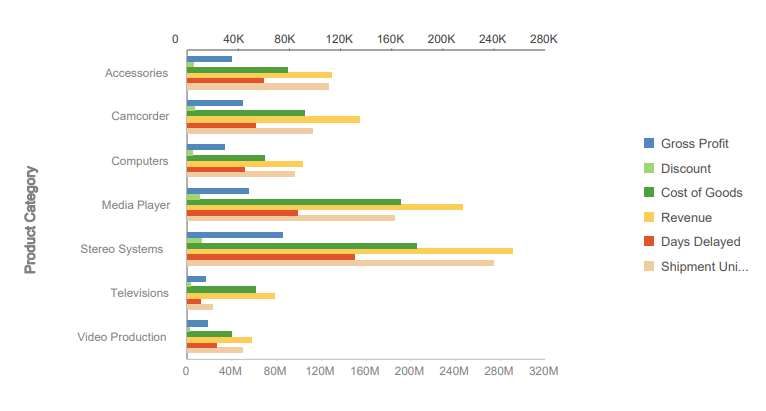 0 40K 80K 120K 160K 200K 240K 280K
Accessories
Camcorder
Computers
Media Player
Stereo Systems
Televisions
Video Production
Product Category
0 40M 80M 120M 160M 200M 240M 280M 320M
Gross Profit
Discount
Cost of Goods
Revenue
Days Delayed
Shipment Uni...